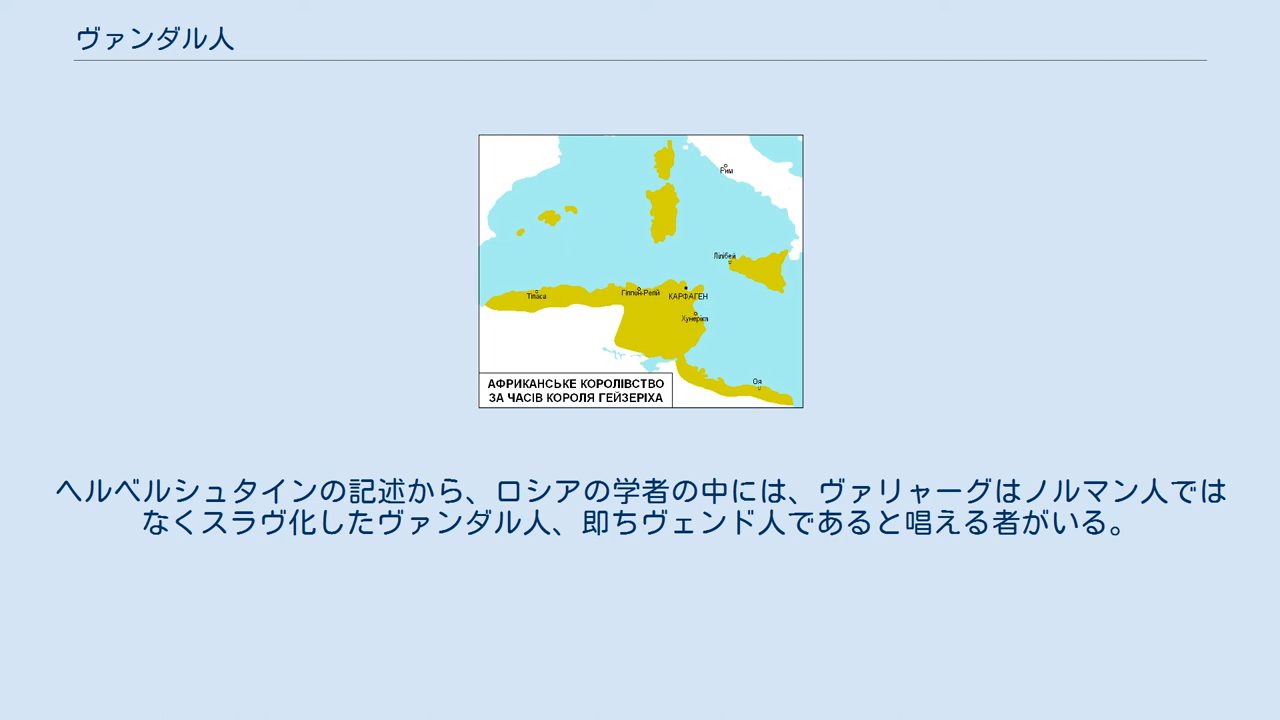 ヴァンダル人
Рим
Лілібей
Тіпаса
Гіппон-Регій
КАРФАГЕН
Хунеріка
Оя
АФРИКАНСЬКЕ КОРОЛІВСТВО
ЗА ЧАСІВ КОРОЛЯ ГЕЙЗЕРІХА
ヘルベルシュタインの記述から、ロシアの学者の中には、ヴァリャーグはノルマン人では
なくスラヴ化したヴァンダル人、即ちヴェンド人であると唱える者がいる。